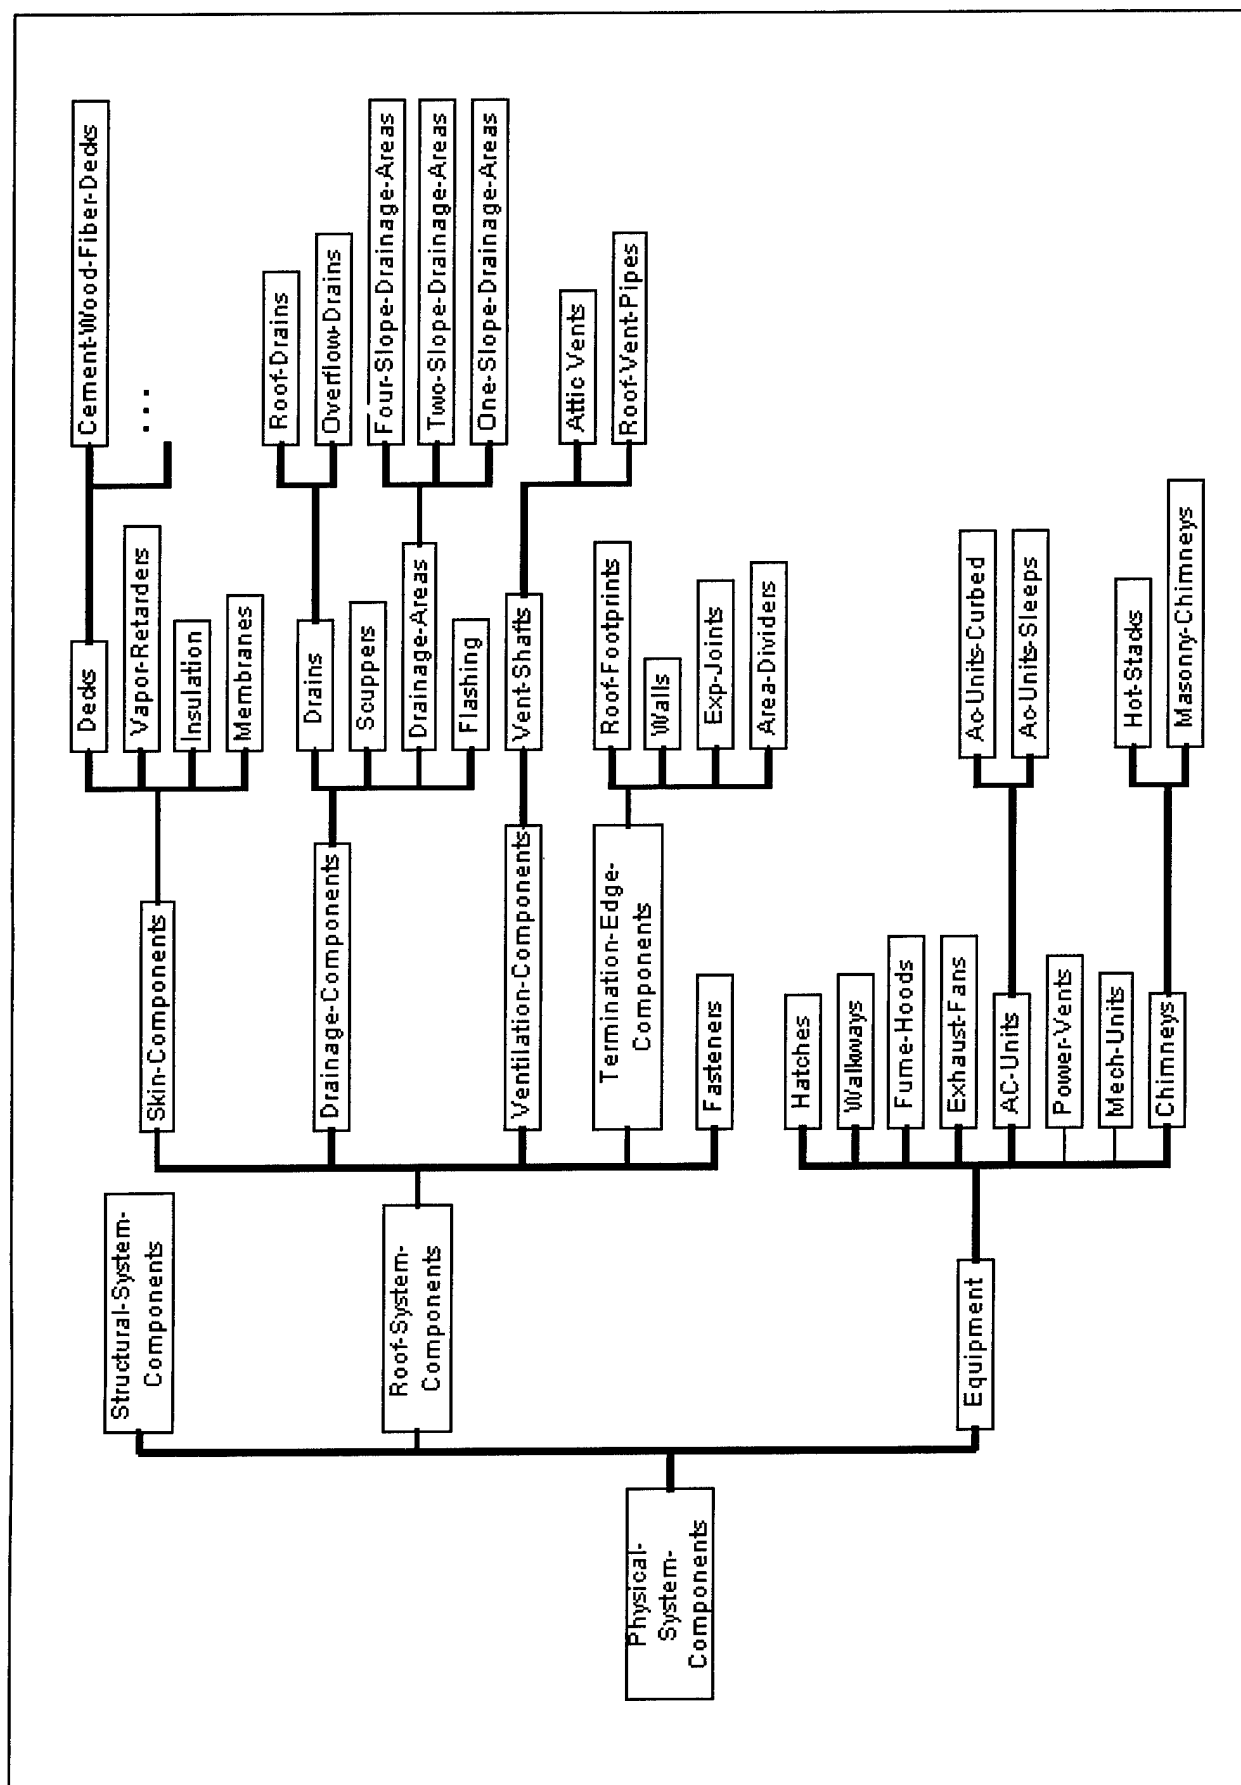 Physical-
System-
Components
Structural-System-
Components
Roof-System-
Components
Equipment
Skin-Components
Drainage-Components
Ventilation-Components
Termination-Edge-
Components
Fasteners
Hatches
Walkways
Fume-Hoods
Exhaust-Fans
AC-Units
Power-Vents
Mech-Units
Chimneys
Decks
Vapor-Retarders
Insulation
Membranes
Drains
Scuppers
Drainage-Areas
Flashing
Vent-Shafts
Roof-Footprints
Walls
Exp-Joints
Area-Dividers
Ac-Units-Curbed
Ac-Units-Sleeps
Hot-Stacks
Masonry-Chimneys
Cement-Wood-Fiber-Decks
...
Roof-Drains
Overflow-Drains
Four-Slope-Drainage-Areas
Two-Slope-Drainage-Areas
One-Slope-Drainage-Areas
Attic Vents
Roof-Vent-Pipes